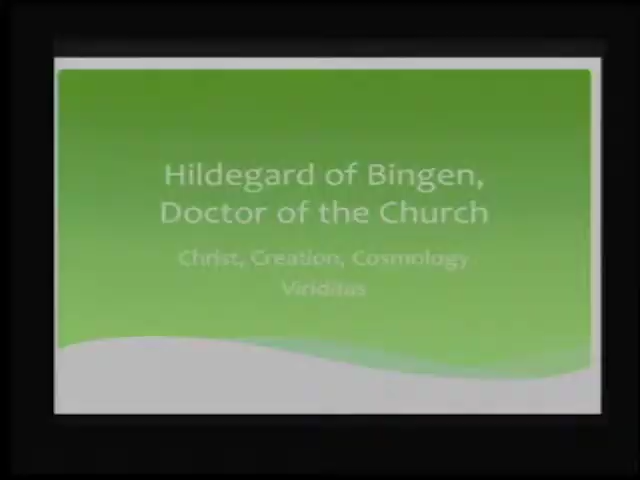 Hildegard of Bingen,
Doctor of the Church
Christ, Creation, Cosmology
Viriditas